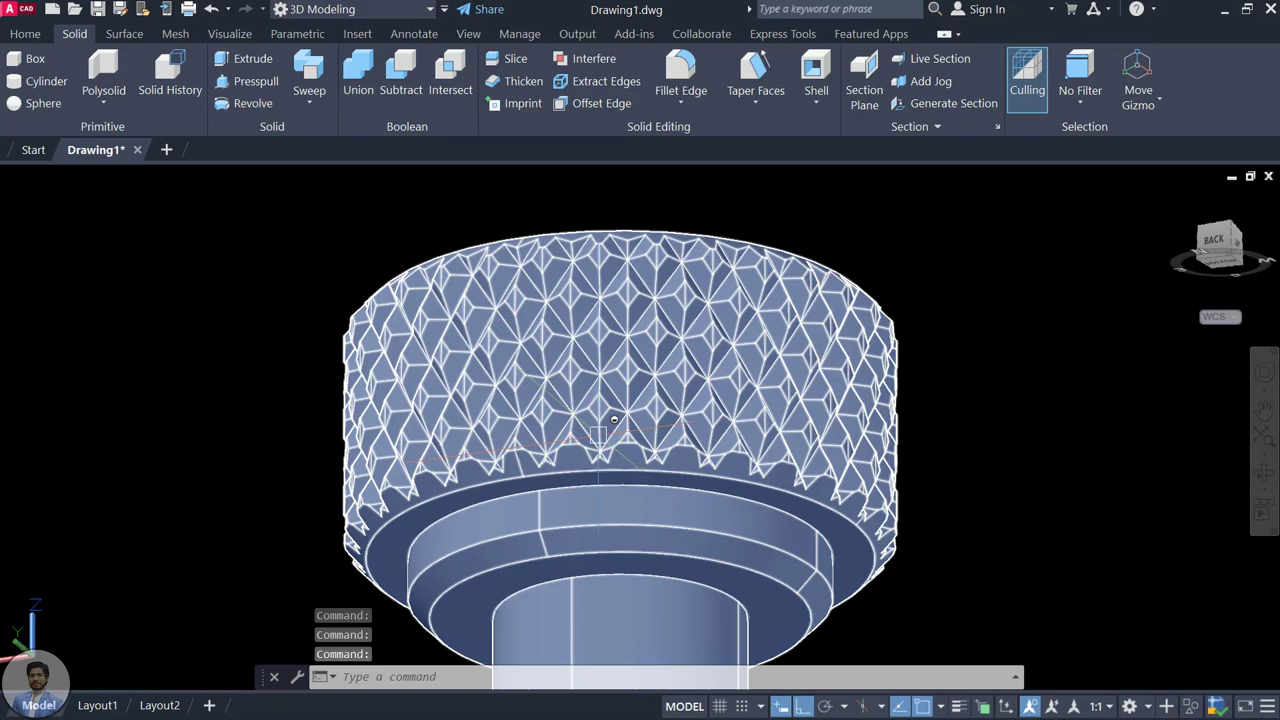 A CAD 3D Modeling Share Drawing1.dwg Type a keyword or phrase Sign In
Home Solid Surface Mesh Visualize Parametric Insert Annotate View Manage Output Add-ins Collaborate Express Tools Featured Apps
Box
Cylinder
Sphere
Polysolid
Solid History
Primitive
Extrude
Presspull
Revolve
Sweep
Solid
Union
Subtract
Intersect
Boolean
Slice
Thicken
Imprint
Interfere
Extract Edges
Offset Edge
Fillet Edge
Taper Faces
Shell
Solid Editing
Section
Plane
Live Section
Add Jog
Generate Section
Section
Culling
No Filter
Move
Gizmo
Selection
Start Drawing1*
BACK
WCS
Z
Y
Command:
Command:
Command:
Type a command
Model Layout1 Layout2 MODEL 1:1